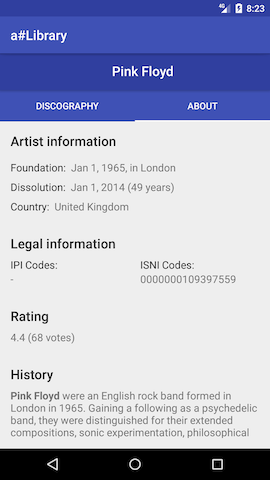 4G 8:23
a#Library
Pink Floyd
DISCOGRAPHY ABOUT
Artist information
Foundation: Jan 1, 1965, in London
Dissolution: Jan 1, 2014 (49 years)
Country: United Kingdom
Legal information
IPI Codes: ISNI Codes:
- 0000000109397559
Rating
4.4 (68 votes)
History
Pink Floyd were an English rock band formed in
London in 1965. Gaining a following as a psychedelic
band, they were distinguished for their extended
compositions, sonic experimentation, philosophical